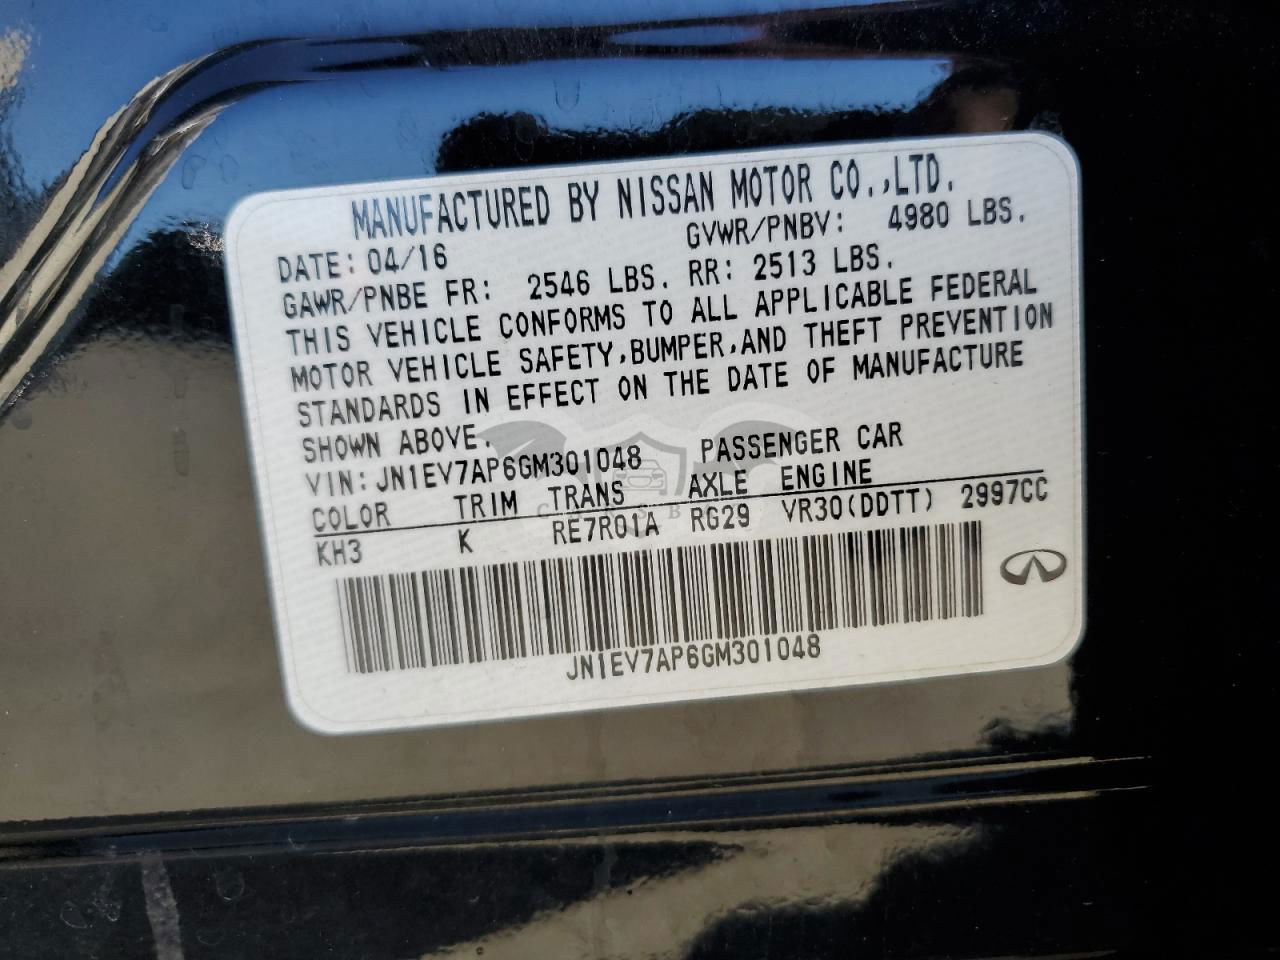 MANUFACTURED BY NISSAN MOTOR CO.,LTD.
DATE: 04/16 GVWR/PNBV: 4980 LBS.
GAWR/PNBE FR: 2546 LBS. RR: 2513 LBS.
THIS VEHICLE CONFORMS TO ALL APPLICABLE FEDERAL
MOTOR VEHICLE SAFETY,BUMPER,AND THEFT PREVENTION
STANDARDS IN EFFECT ON THE DATE OF MANUFACTURE
SHOWN ABOVE.
VIN: JN1EV7AP6GM301048 PASSENGER CAR
COLOR TRIM TRANS AXLE ENGINE
KH3 K RE7R01A RG29 VR30(DDTT) 2997CC
JN1EV7AP6GM301048